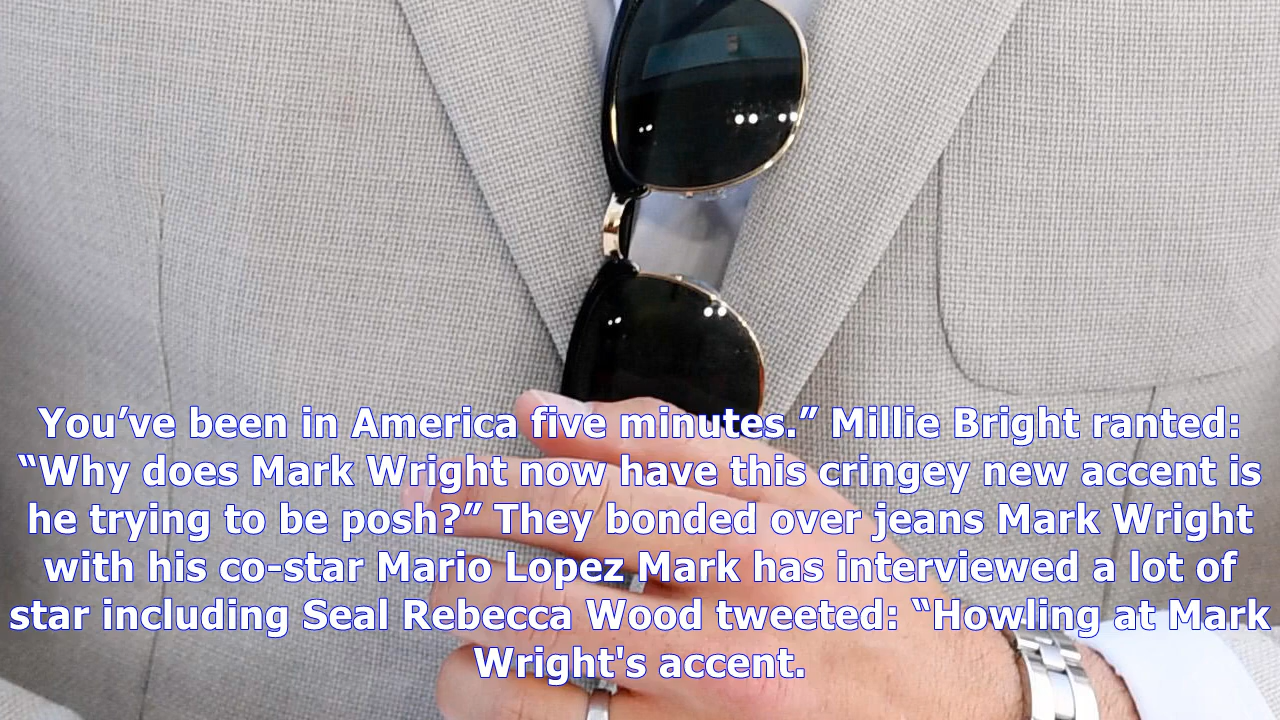 You’ve been in America five minutes.” Millie Bright ranted:
“Why does Mark Wright now have this cringey new accent is
he trying to be posh?” They bonded over jeans Mark Wright
with his co-star Mario Lopez Mark has interviewed a lot of
star including Seal Rebecca Wood tweeted: “Howling at Mark
Wright's accent.